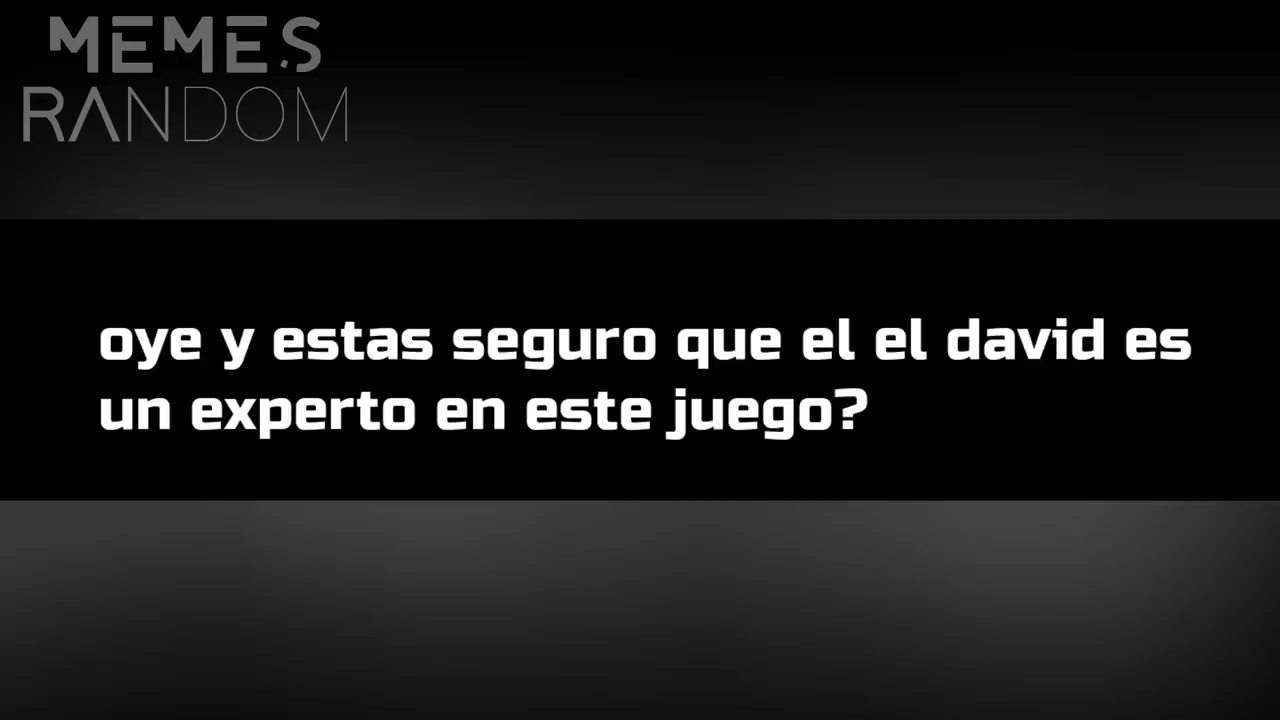 MEMES
RANDOM
oye y estas seguro que el el david es
un experto en este juego?